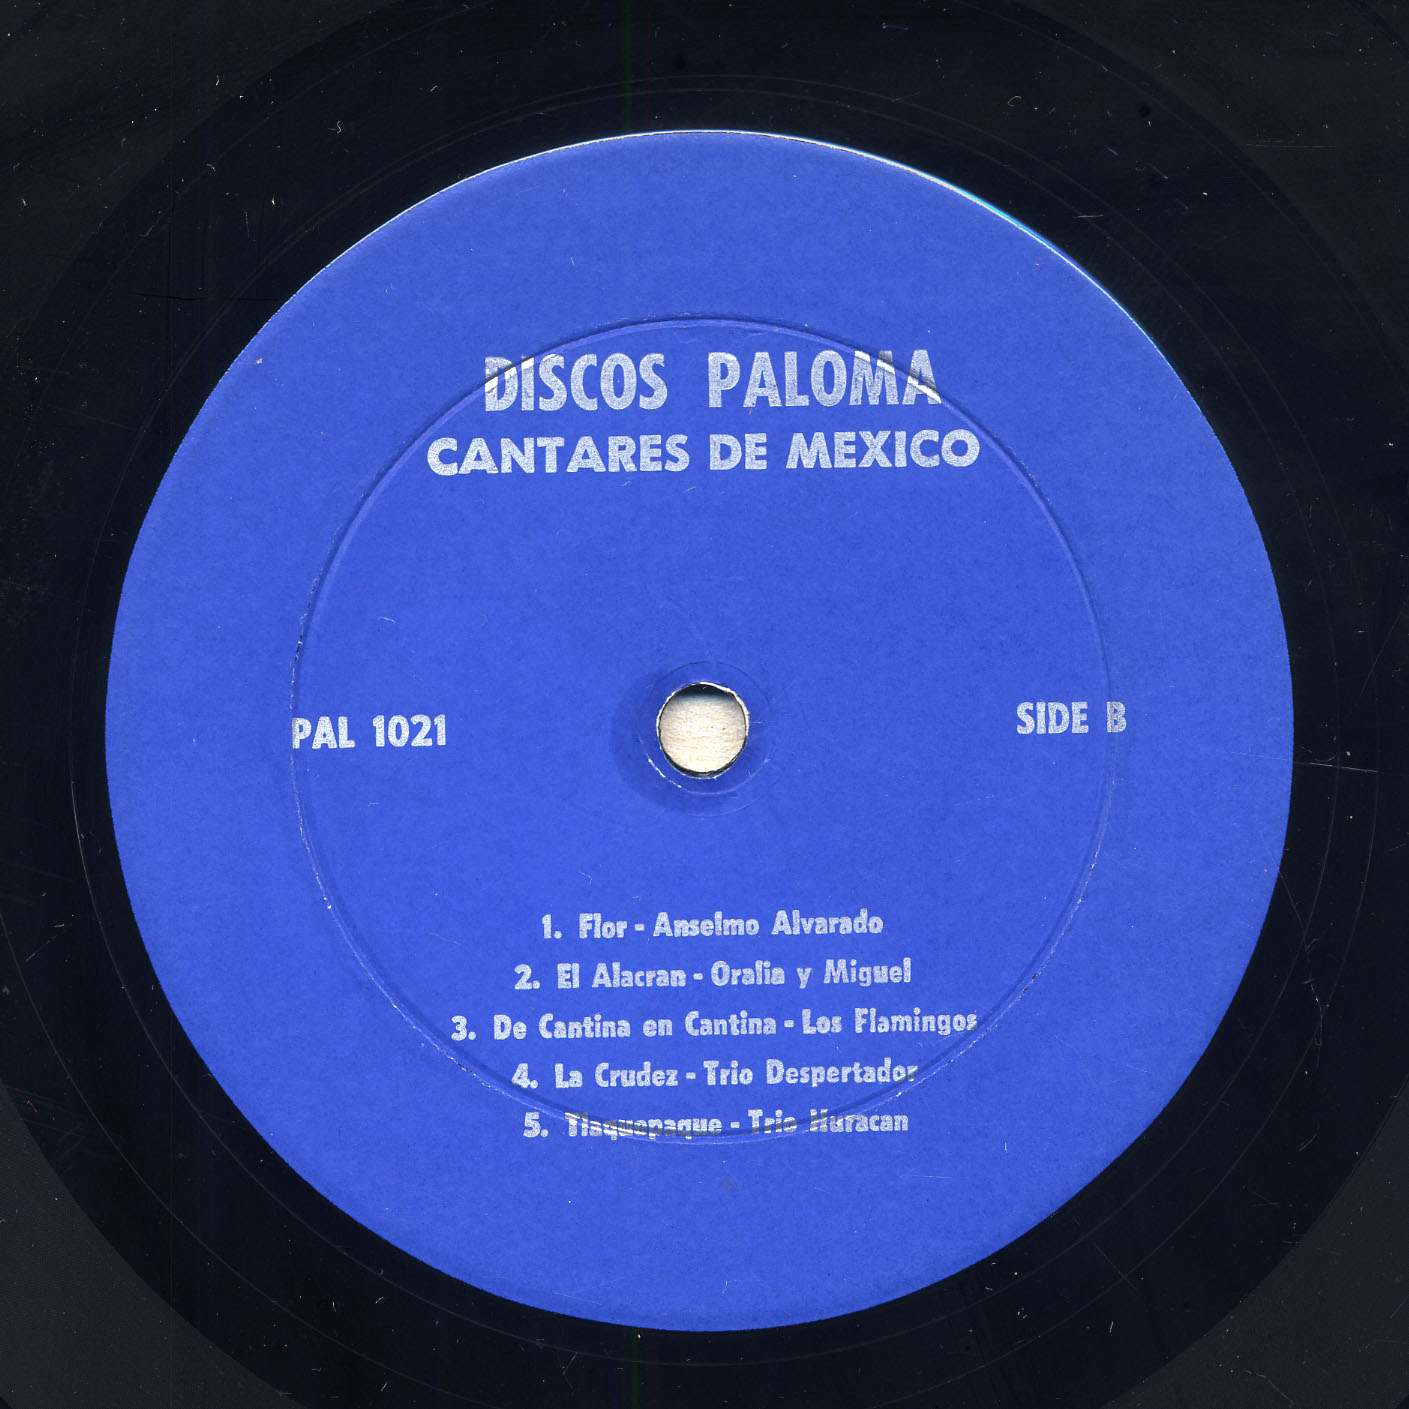 DISCOS PALOMA
CANTARES DE MEXICO
PAL 1021
SIDE B
1. Flor - Anselmo Alvarado
2. El Alacran - Oralia y Miguel
3. De Cantina en Cantina - Los Flamingos
4. La Crudez - Trio Despertador
5. Tlaquepaque - Trio Huracan